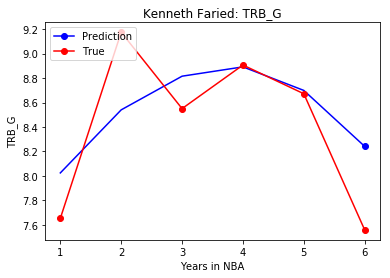 Kenneth Faried: TRB_G
Prediction
True
9.2
9.0
8.8
8.6
8.4
8.2
8.0
7.8
7.6
TRB_G
1 2 3 4 5 6
Years in NBA